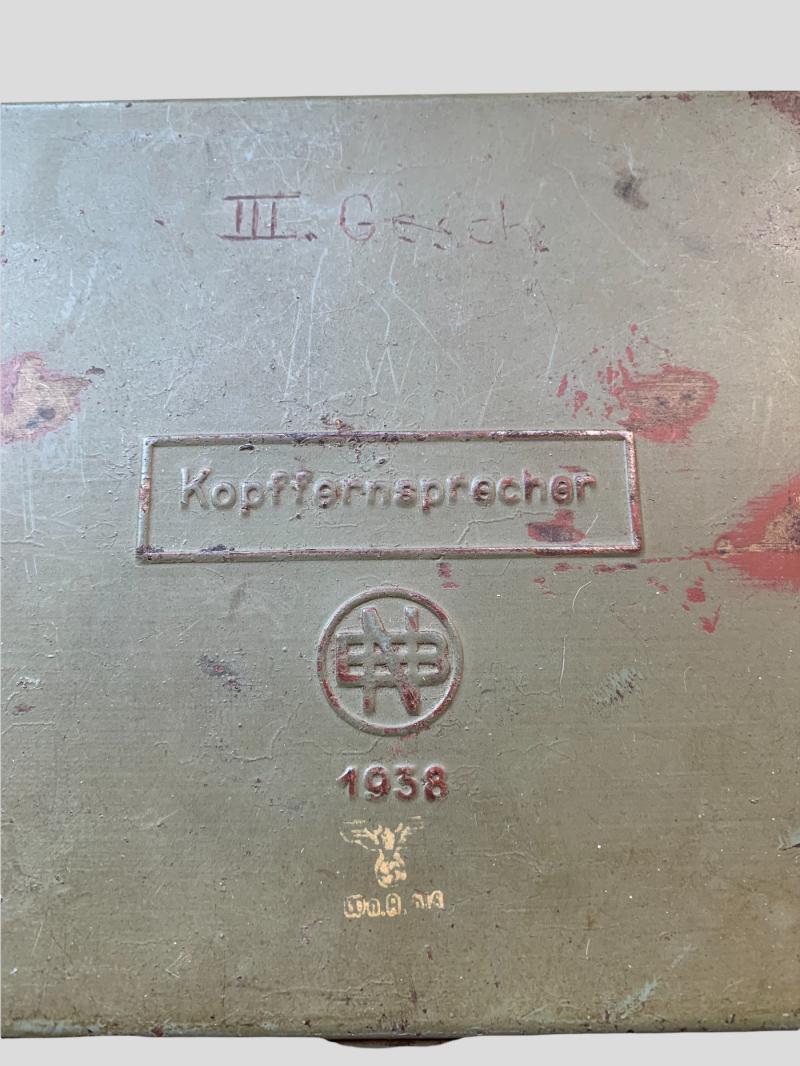 III. Gesch.
W
Kopffernsprecher
1938